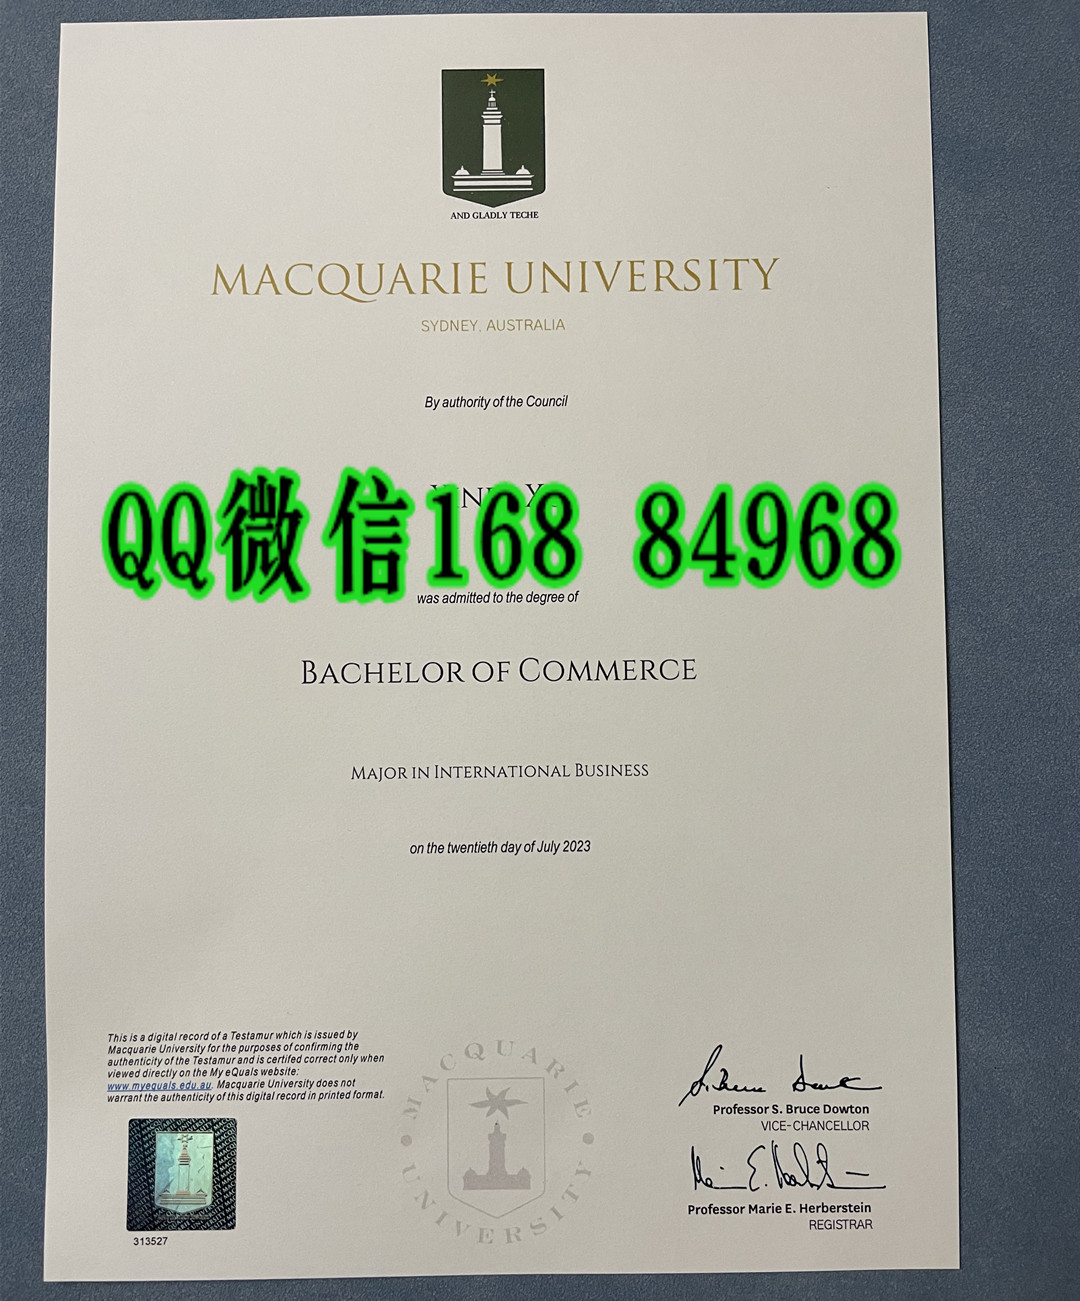 AND GLADLY TECHE
MACQUARIE UNIVERSITY
SYDNEY, AUSTRALIA
By authority of the Council
QQ微信168 84968
was admitted to the degree of
BACHELOR OF COMMERCE
MAJOR IN INTERNATIONAL BUSINESS
on the twentieth day of July 2023
This is a digital record of a Testamur which is issued by
Macquarie University for the purposes of confirming the
authenticity of the Testamur and is certifed correct only when
viewed directly on the My eQuals website:
www.myequals.edu.au. Macquarie University does not
warrant the authenticity of this digital record in printed format.
313527
MACQUARIE UNIVERSITY
Professor S. Bruce Dowton
VICE-CHANCELLOR
Professor Marie E. Herberstein
REGISTRAR